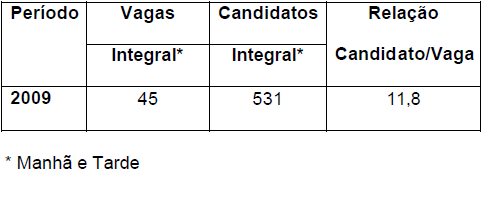 Período Vagas Candidatos Relação
Integral* Integral* Candidato/Vaga
2009 45 531 11,8
* Manhã e Tarde